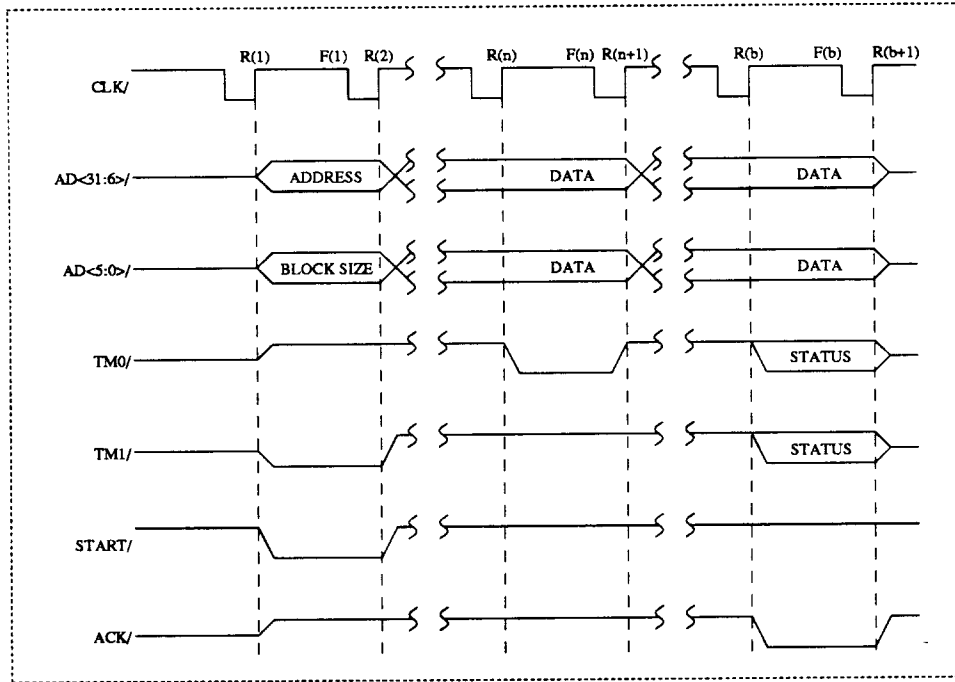 R(1) F(1) R(2) R(n) F(n) R(n+1) R(b) F(b) R(b+1)
CLK/
AD<31:6>/ ADDRESS DATA DATA
AD<5:0>/ BLOCK SIZE DATA DATA
TM0/ STATUS
TM1/ STATUS
START/
ACK/